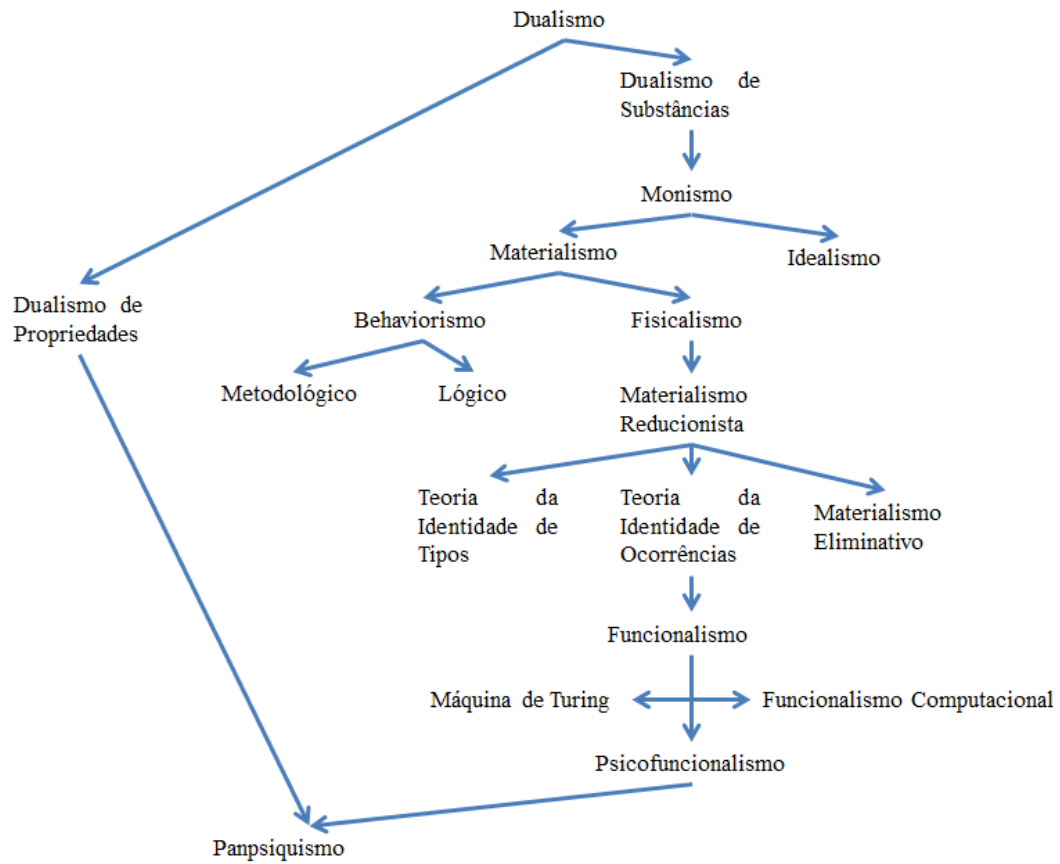 Dualismo
Dualismo de
Substâncias
Monismo
Materialismo
Idealismo
Dualismo de
Propriedades
Behaviorismo
Fisicalismo
Metodológico
Lógico
Materialismo
Reducionista
Teoria da
Identidade de
Tipos
Teoria da
Identidade de
Ocorrências
Materialismo
Eliminativo
Funcionalismo
Máquina de Turing
Funcionalismo Computacional
Psicofuncionalismo
Panpsiquismo